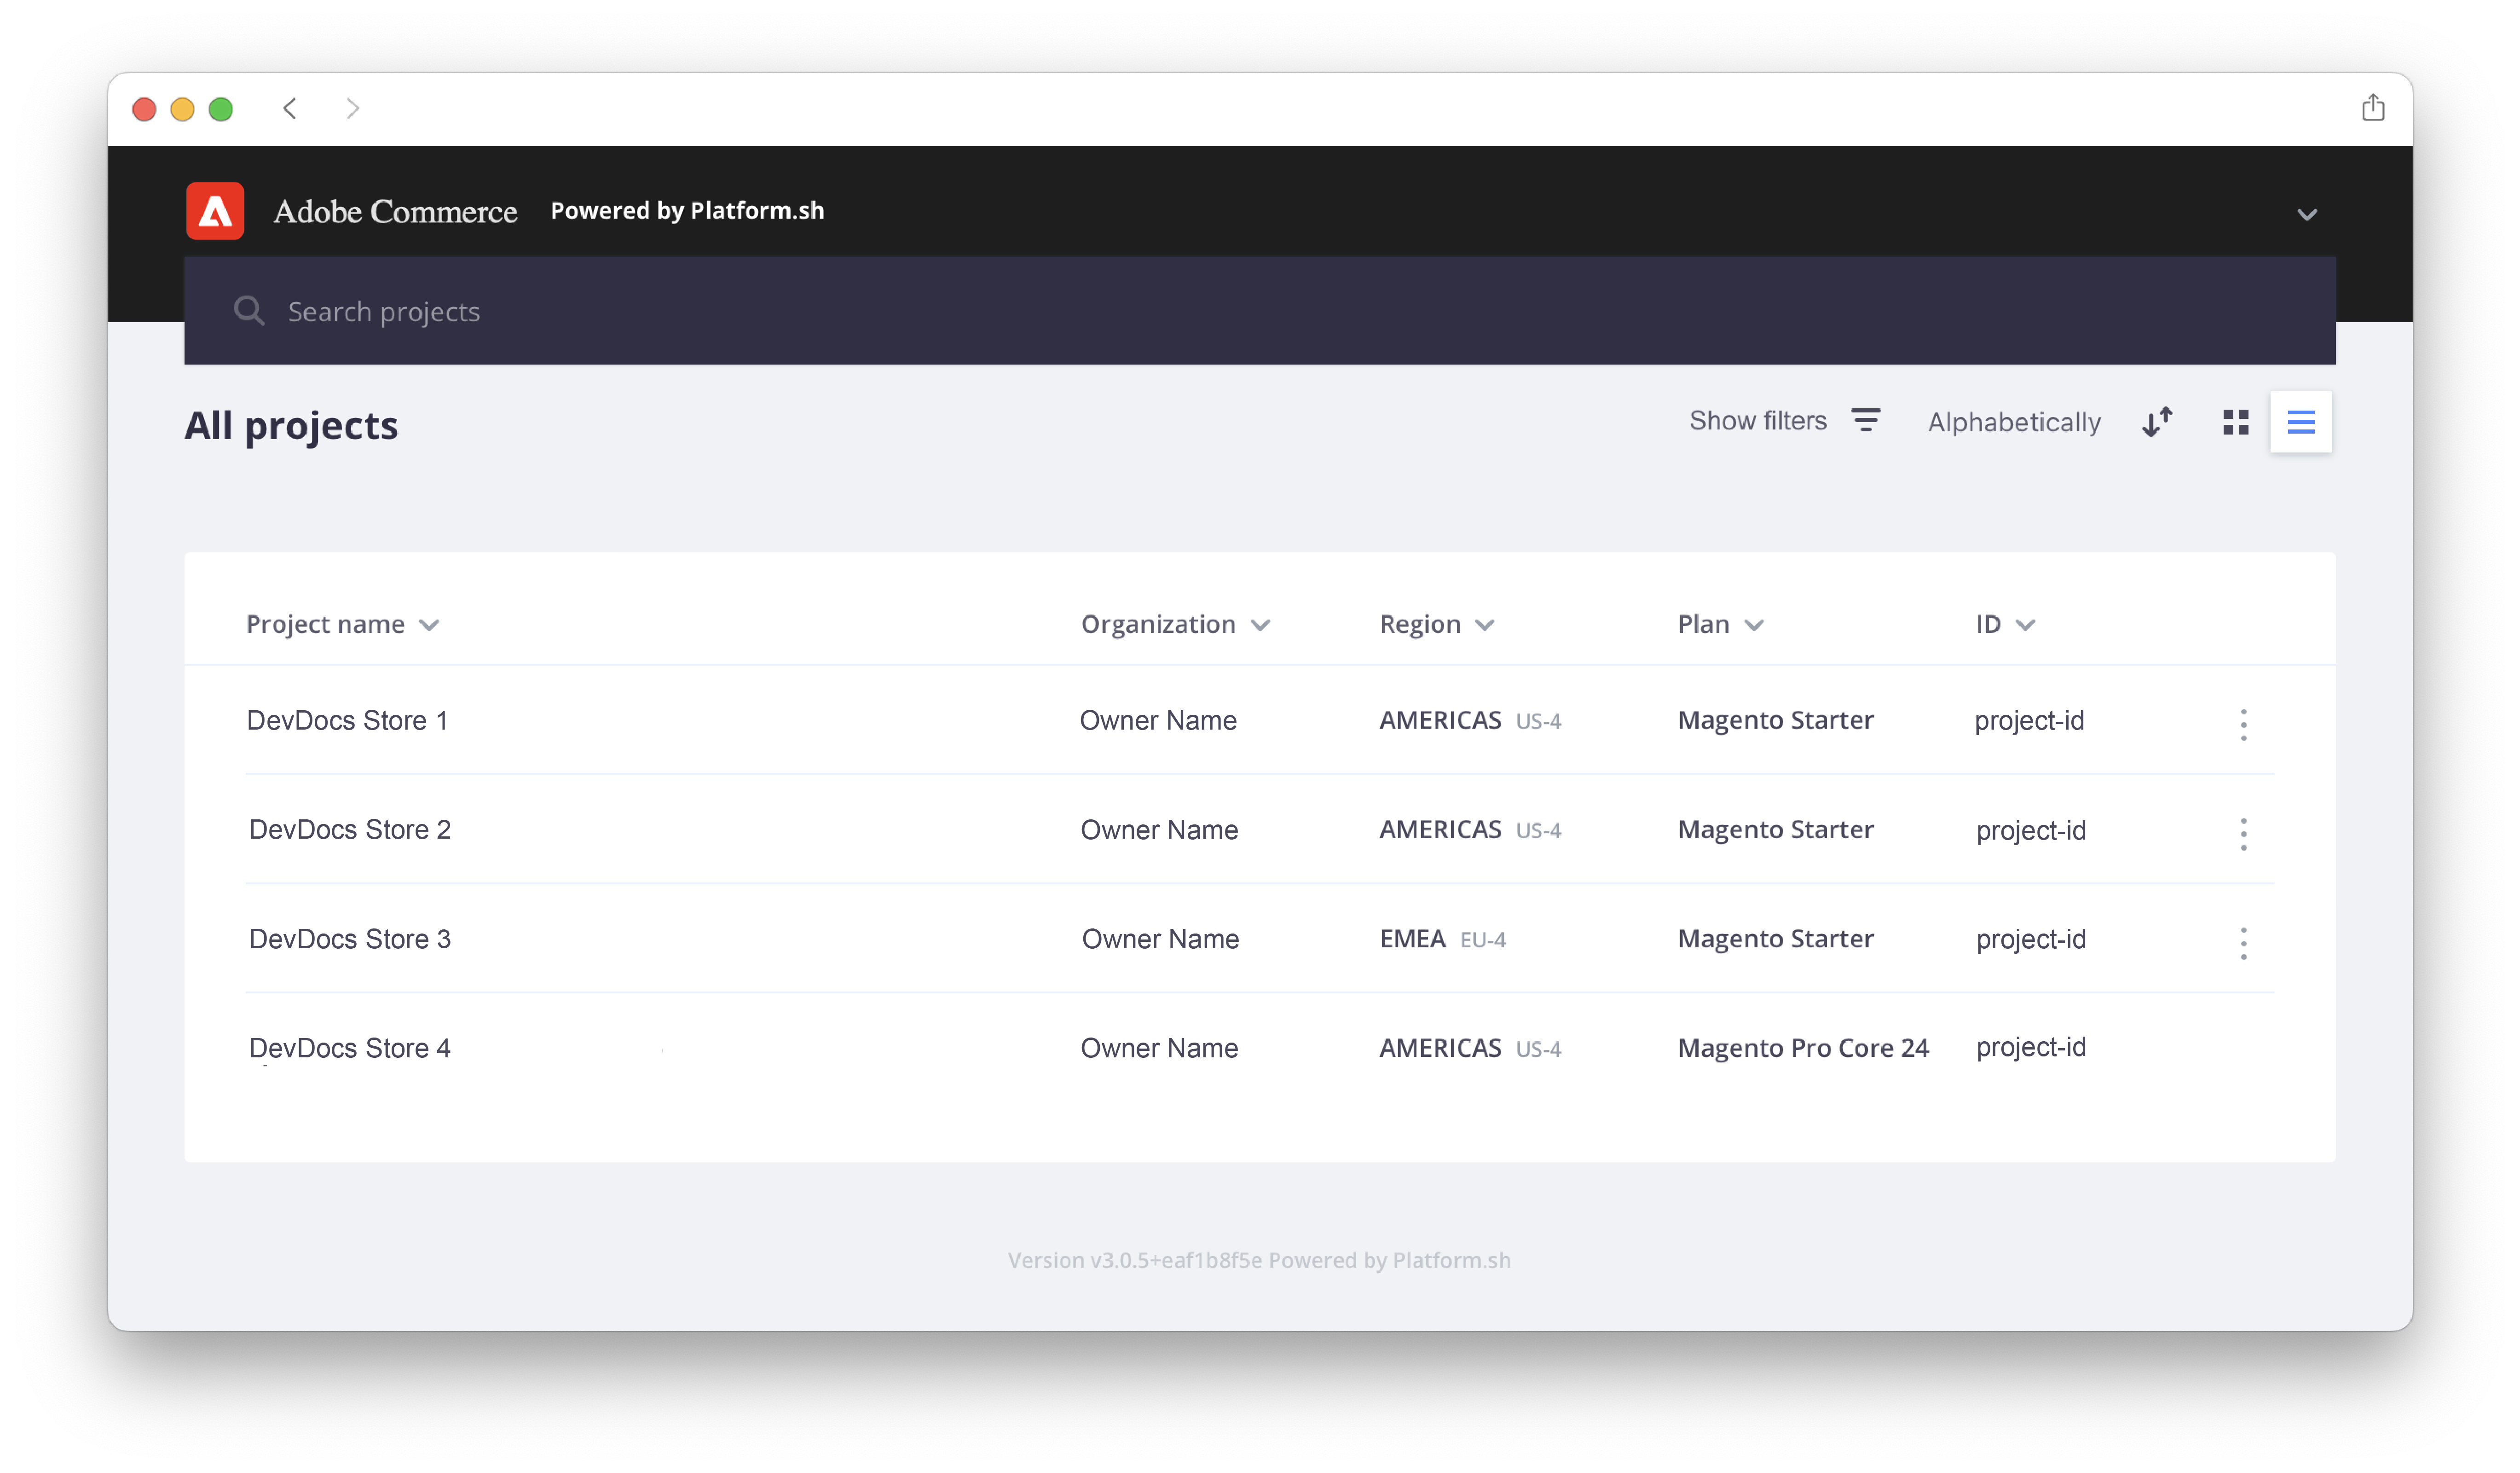 Adobe Commerce Powered by Platform.sh
Search projects
All projects
Show filters Alphabetically
Project name Organization Region Plan ID
DevDocs Store 1 Owner Name AMERICAS US-4 Magento Starter project-id
DevDocs Store 2 Owner Name AMERICAS US-4 Magento Starter project-id
DevDocs Store 3 Owner Name EMEA EU-4 Magento Starter project-id
DevDocs Store 4 Owner Name AMERICAS US-4 Magento Pro Core 24 project-id
Version v3.0.5+eaf1b8f5e Powered by Platform.sh